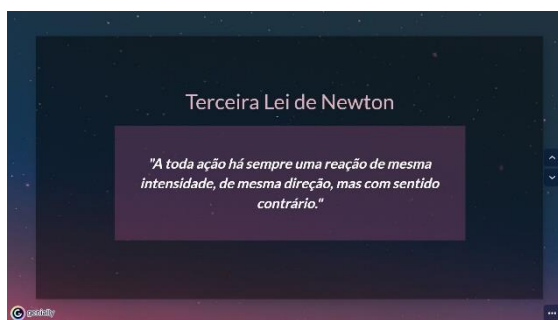 Terceira Lei de Newton
"A toda ação há sempre uma reação de mesma
intensidade, de mesma direção, mas com sentido
contrário."
genially